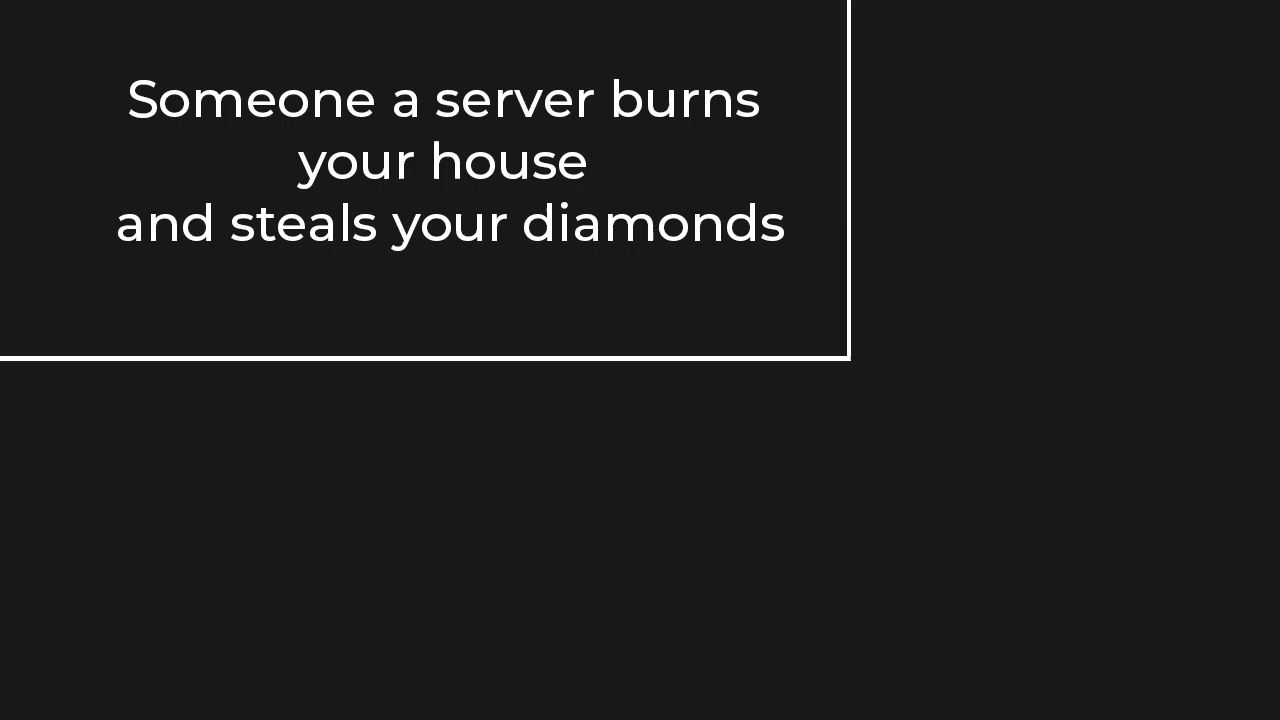 Someone a server burns
your house
and steals your diamonds